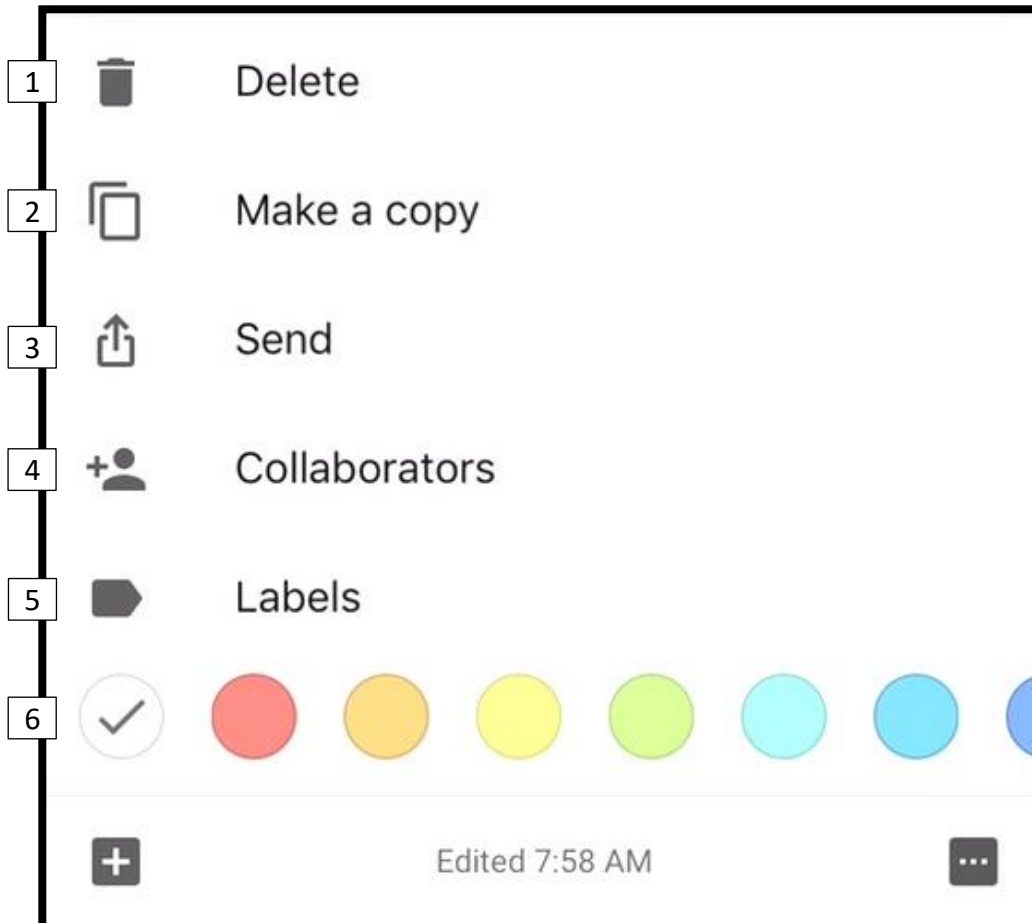 1 Delete
2 Make a copy
3 Send
4 Collaborators
5 Labels
6
Edited 7:58 AM